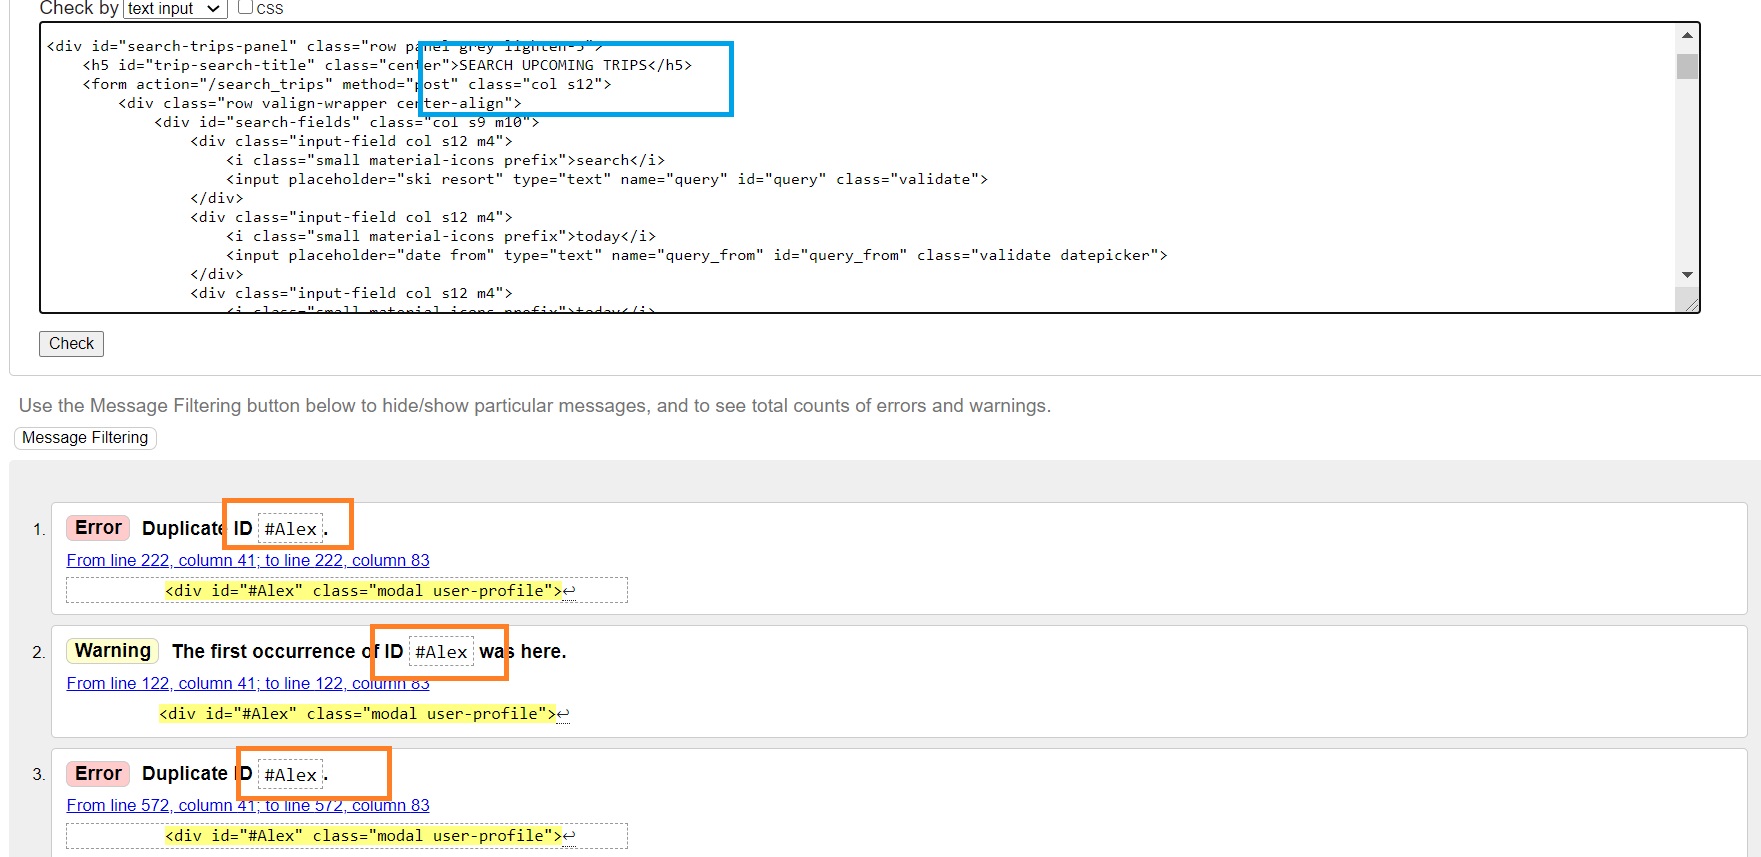 Check by text input css
<div id="search-trips-panel" class="row panel grey lighten-5">
<h5 id="trip-search-title" class="center">SEARCH UPCOMING TRIPS</h5>
<form action="/search_trips" method="post" class="col s12">
<div class="row valign-wrapper center-align">
<div id="search-fields" class="col s9 m10">
<div class="input-field col s12 m4">
<i class="small material-icons prefix">search</i>
<input placeholder="ski resort" type="text" name="query" id="query" class="validate">
</div>
<div class="input-field col s12 m4">
<i class="small material-icons prefix">today</i>
<input placeholder="date from" type="text" name="query_from" id="query_from" class="validate datepicker">
</div>
<div class="input-field col s12 m4">
<i class="small material-icons prefix">today</i>
Check
Use the Message Filtering button below to hide/show particular messages, and to see total counts of errors and warnings.
Message Filtering
1. Error Duplicate ID #Alex.
From line 222, column 41; to line 222, column 83
<div id="#Alex" class="modal user-profile">↩
2. Warning The first occurrence of ID #Alex was here.
From line 122, column 41; to line 122, column 83
<div id="#Alex" class="modal user-profile">↩
3. Error Duplicate ID #Alex.
From line 572, column 41; to line 572, column 83
<div id="#Alex" class="modal user-profile">↩